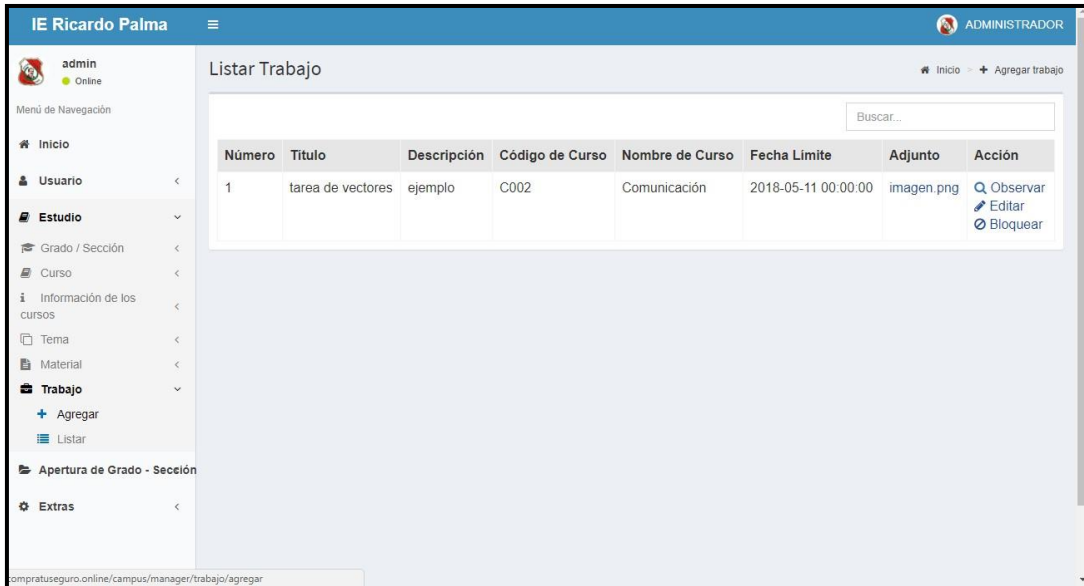 IE Ricardo Palma
ADMINISTRADOR
admin
Online
Menú de Navegación
Inicio
Usuario
Estudio
Grado / Sección
Curso
Información de los
cursos
Tema
Material
Trabajo
Agregar
Listar
Apertura de Grado - Sección
Extras
Listar Trabajo
Inicio > Agregar trabajo
Buscar...
Número Título Descripción Código de Curso Nombre de Curso Fecha Límite Adjunto Acción
1 tarea de vectores ejemplo C002 Comunicación 2018-05-11 00:00:00 imagen.png Observar
Editar
Bloquear
compratuseguro.online/campus/manager/trabajo/agregar